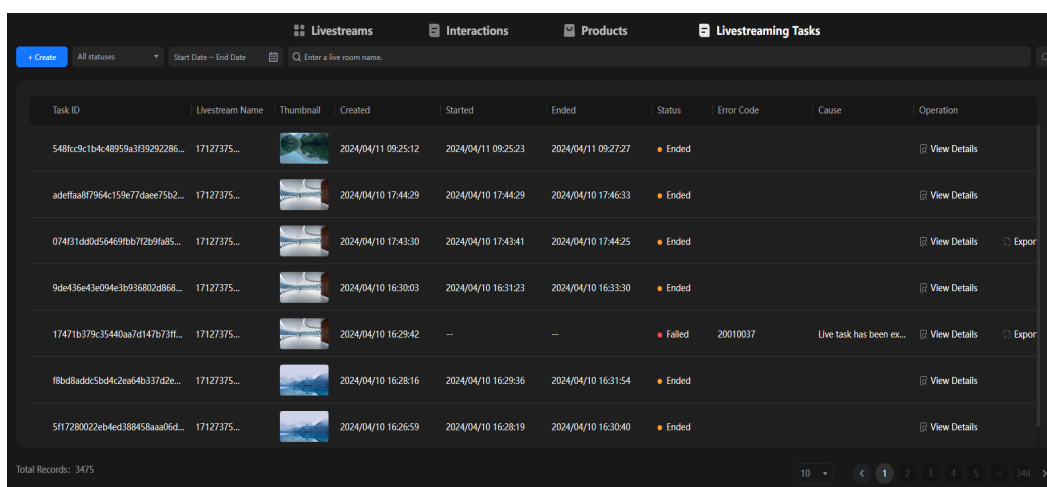 Livestreams Interactions Products Livestreaming Tasks
+ Create All statuses Start Date – End Date Enter a live room name.
Task ID Livestream Name Thumbnail Created Started Ended Status Error Code Cause Operation
548fcc9c1b4c48959a3f39292286... 17127375... 2024/04/11 09:25:12 2024/04/11 09:25:23 2024/04/11 09:27:27 Ended View Details
adeffaa8f7964c159e77daee75b2... 17127375... 2024/04/10 17:44:29 2024/04/10 17:44:29 2024/04/10 17:46:33 Ended View Details
074f31dd0d56469fbb7f2b9fa85... 17127375... 2024/04/10 17:43:30 2024/04/10 17:43:41 2024/04/10 17:44:25 Ended View Details Expor
9de436e43e094e3b936802d868... 17127375... 2024/04/10 16:30:03 2024/04/10 16:31:23 2024/04/10 16:33:30 Ended View Details
17471b379c35440aa7d147b73ff... 17127375... 2024/04/10 16:29:42 -- -- Failed 20010037 Live task has been ex... View Details Expor
f8bd8addc5bd4c2ea64b337d2e... 17127375... 2024/04/10 16:28:16 2024/04/10 16:29:36 2024/04/10 16:31:54 Ended View Details
5f17280022eb4ed388458aaa06d... 17127375... 2024/04/10 16:26:59 2024/04/10 16:28:19 2024/04/10 16:30:40 Ended View Details
Total Records: 3475 10 < 1 2 3 4 5 ··· 348 >